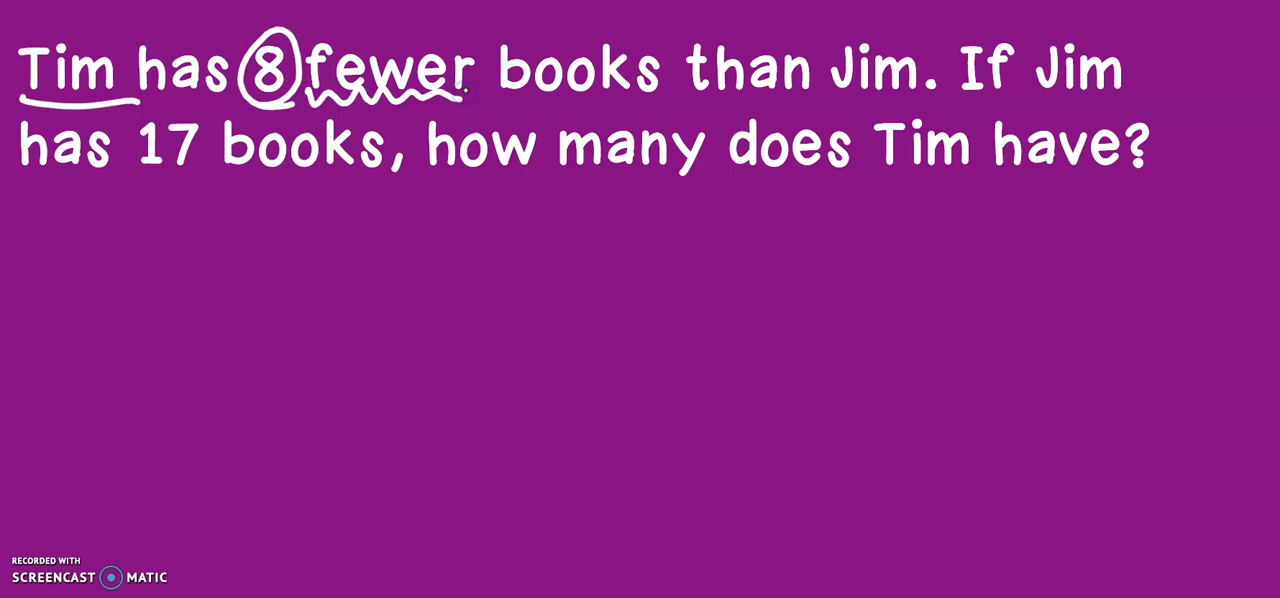 Tim has 8 fewer books than Jim. If Jim
has 17 books, how many does Tim have?
RECORDED WITH
SCREENCAST MATIC